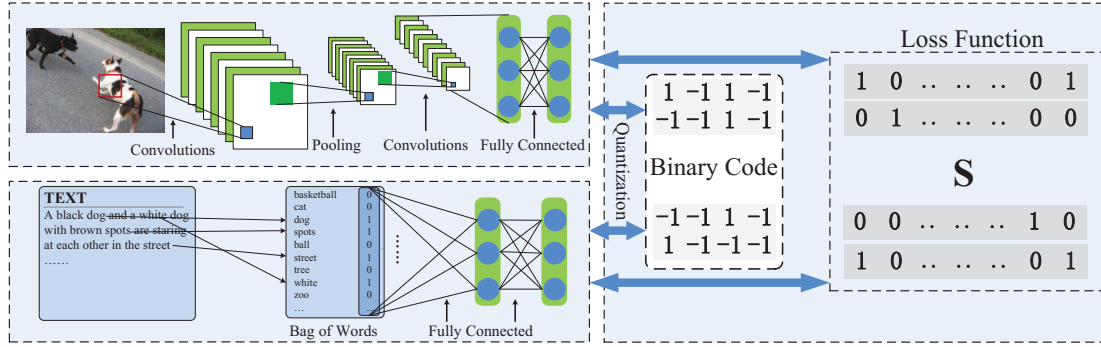 Convolutions
Pooling
Convolutions
Fully Connected
TEXT
A black dog and a white dog
with brown spots are staring
at each other in the street
……
basketball 0
cat 0
dog 1
spots 1
ball 0
street 1
tree 0
white 1
zoo 0
... ...
Bag of Words
Fully Connected
Quantization
1 -1 1 -1
-1 -1 1 -1
Binary Code
-1 -1 1 -1
1 -1 -1 -1
Loss Function
1 0 .. .. .. 0 1
0 1 .. .. .. 0 0
S
0 0 .. .. .. 1 0
1 0 .. .. .. 0 1